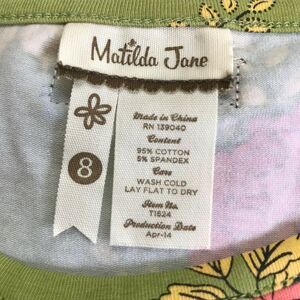 Matilda Jane
8
Made in China
RN 139040
Content
95% COTTON
5% SPANDEX
Care
WASH COLD
LAY FLAT TO DRY
Item No.
T1624
Production Date
Apr-14